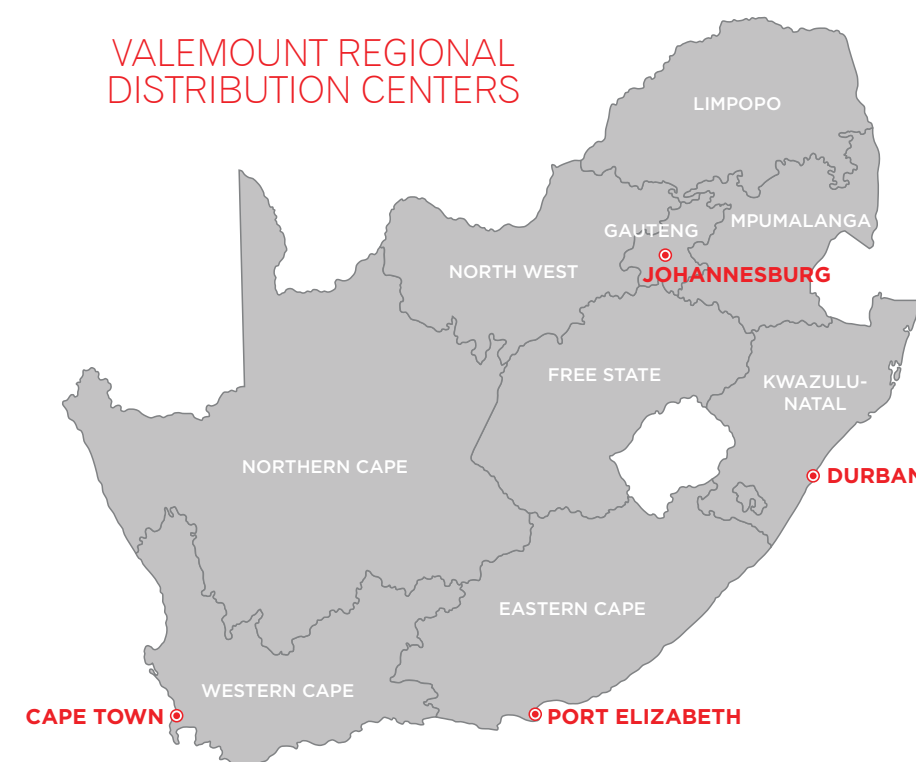 VALEMOUNT REGIONAL
DISTRIBUTION CENTERS
LIMPOPO
MPUMALANGA
GAUTENG
NORTH WEST
JOHANNESBURG
FREE STATE
KWAZULU-
NATAL
NORTHERN CAPE
DURBAN
EASTERN CAPE
WESTERN CAPE
CAPE TOWN
PORT ELIZABETH